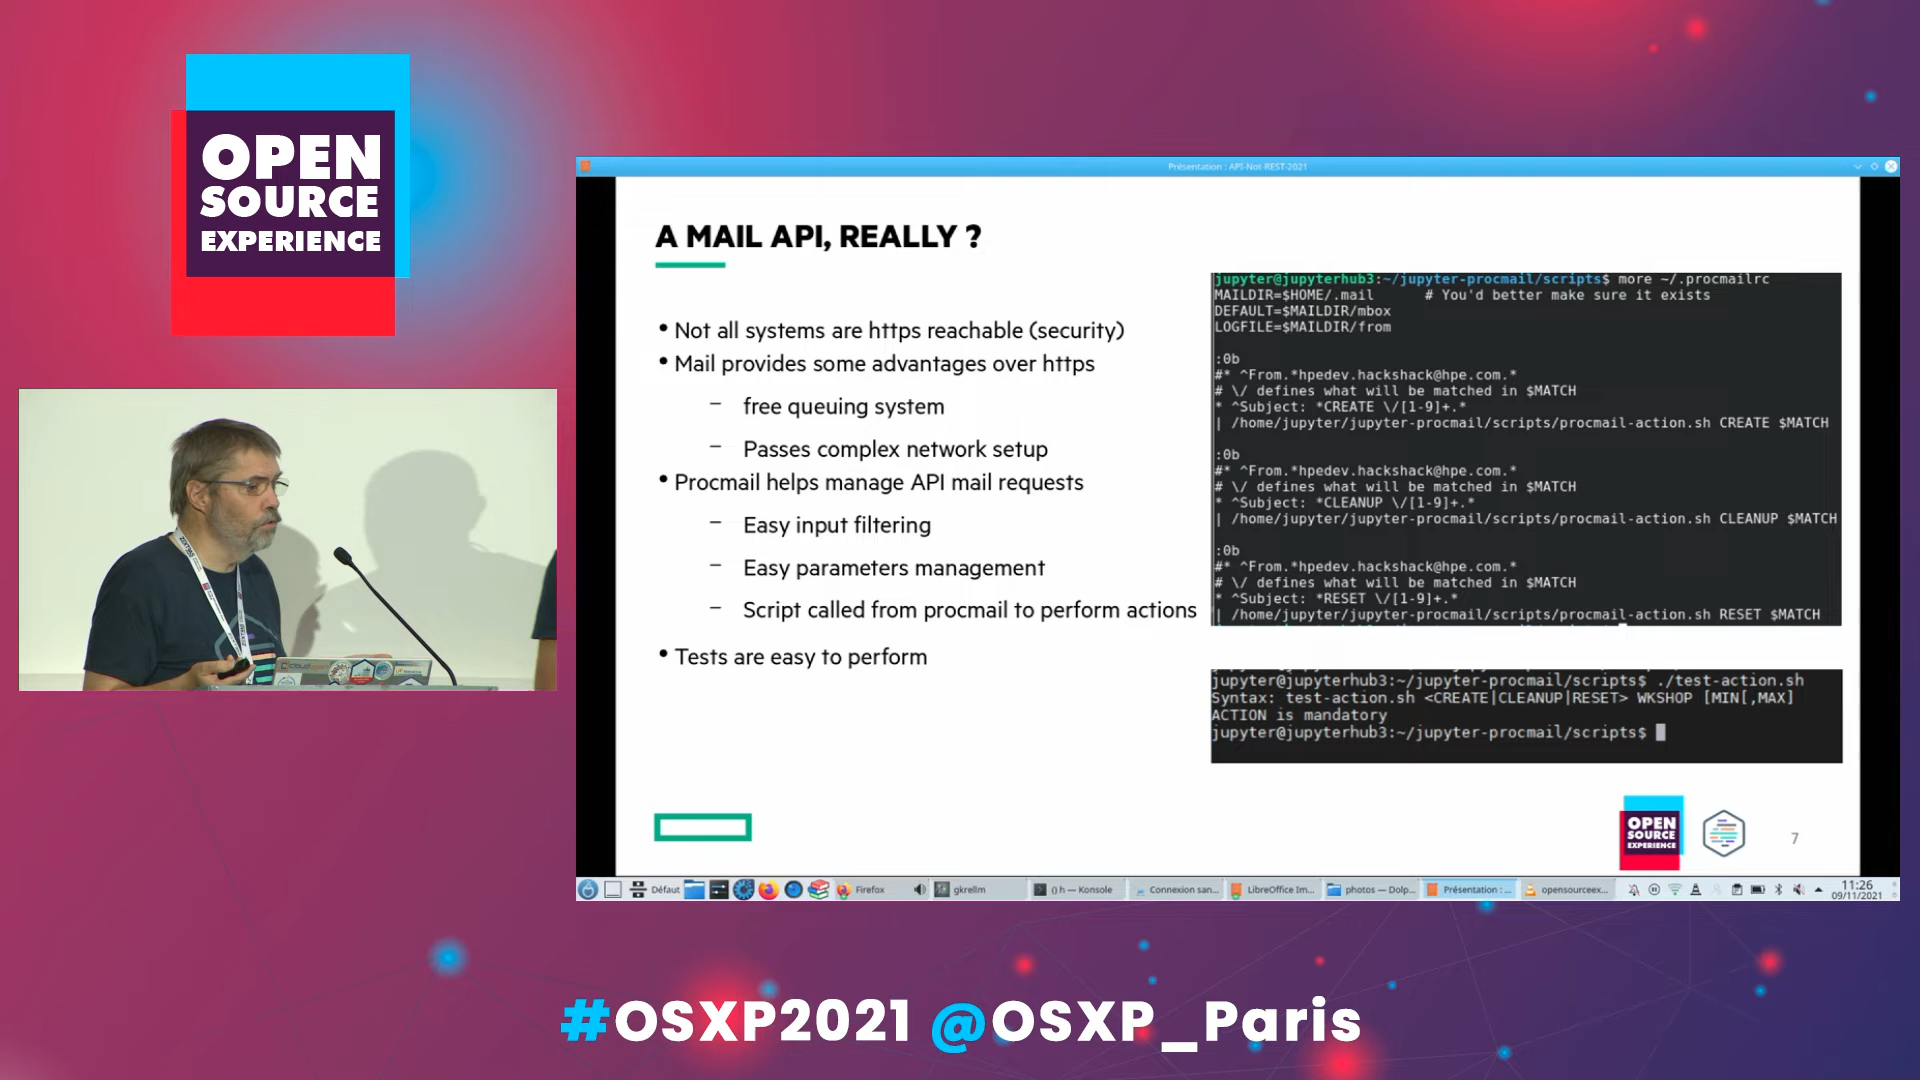 OPEN
SOURCE
EXPERIENCE
Présentation : API-Not-REST-2021
A MAIL API, REALLY ?
• Not all systems are https reachable (security)
• Mail provides some advantages over https
– free queuing system
– Passes complex network setup
• Procmail helps manage API mail requests
– Easy input filtering
– Easy parameters management
– Script called from procmail to perform actions
• Tests are easy to perform
jupyter@jupyterhub3:~/jupyter-procmail/scripts$ more ~/.procmailrc
MAILDIR=$HOME/.mail # You'd better make sure it exists
DEFAULT=$MAILDIR/mbox
LOGFILE=$MAILDIR/from
:0b
#* ^From.*hpedev.hackshack@hpe.com.*
# \/ defines what will be matched in $MATCH
* ^Subject: *CREATE \/[1-9]+.*
| /home/jupyter/jupyter-procmail/scripts/procmail-action.sh CREATE $MATCH
:0b
#* ^From.*hpedev.hackshack@hpe.com.*
# \/ defines what will be matched in $MATCH
* ^Subject: *CLEANUP \/[1-9]+.*
| /home/jupyter/jupyter-procmail/scripts/procmail-action.sh CLEANUP $MATCH
:0b
#* ^From.*hpedev.hackshack@hpe.com.*
# \/ defines what will be matched in $MATCH
* ^Subject: *RESET \/[1-9]+.*
| /home/jupyter/jupyter-procmail/scripts/procmail-action.sh RESET $MATCH
jupyter@jupyterhub3:~/jupyter-procmail/scripts$ ./test-action.sh
Syntax: test-action.sh <CREATE|CLEANUP|RESET> WKSHOP [MIN[,MAX]
ACTION is mandatory
jupyter@jupyterhub3:~/jupyter-procmail/scripts$
OPEN
SOURCE
EXPERIENCE
7
Défaut Firefox gkrellm () h — Konsole Connexion san... LibreOffice Im... photos — Dolp... Présentation : ... opensourceex... 11:26
09/11/2021
#OSXP2021 @OSXP_Paris